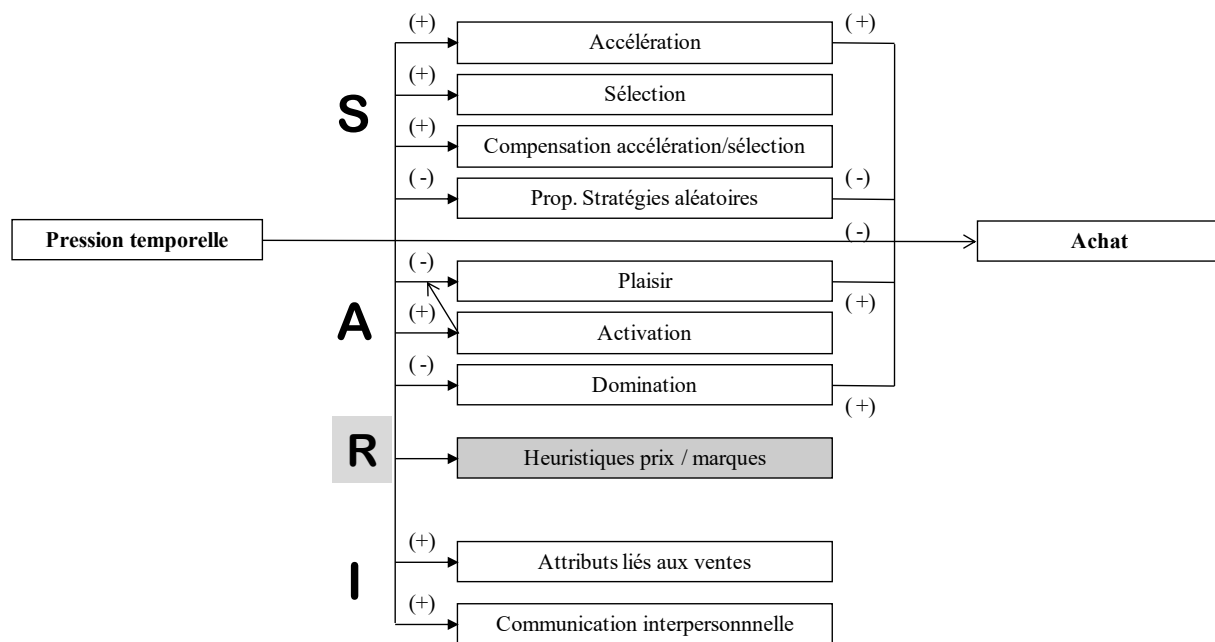 (+) Accélération (+)
(+) Sélection
S
(+) Compensation accélération/sélection
(-) Prop. Stratégies aléatoires (-)
Pression temporelle (-) Achat
(-) Plaisir (+)
A
(+) Activation
(-) Domination (+)
R Heuristiques prix / marques
(+) Attributs liés aux ventes
I
(+) Communication interpersonnnelle